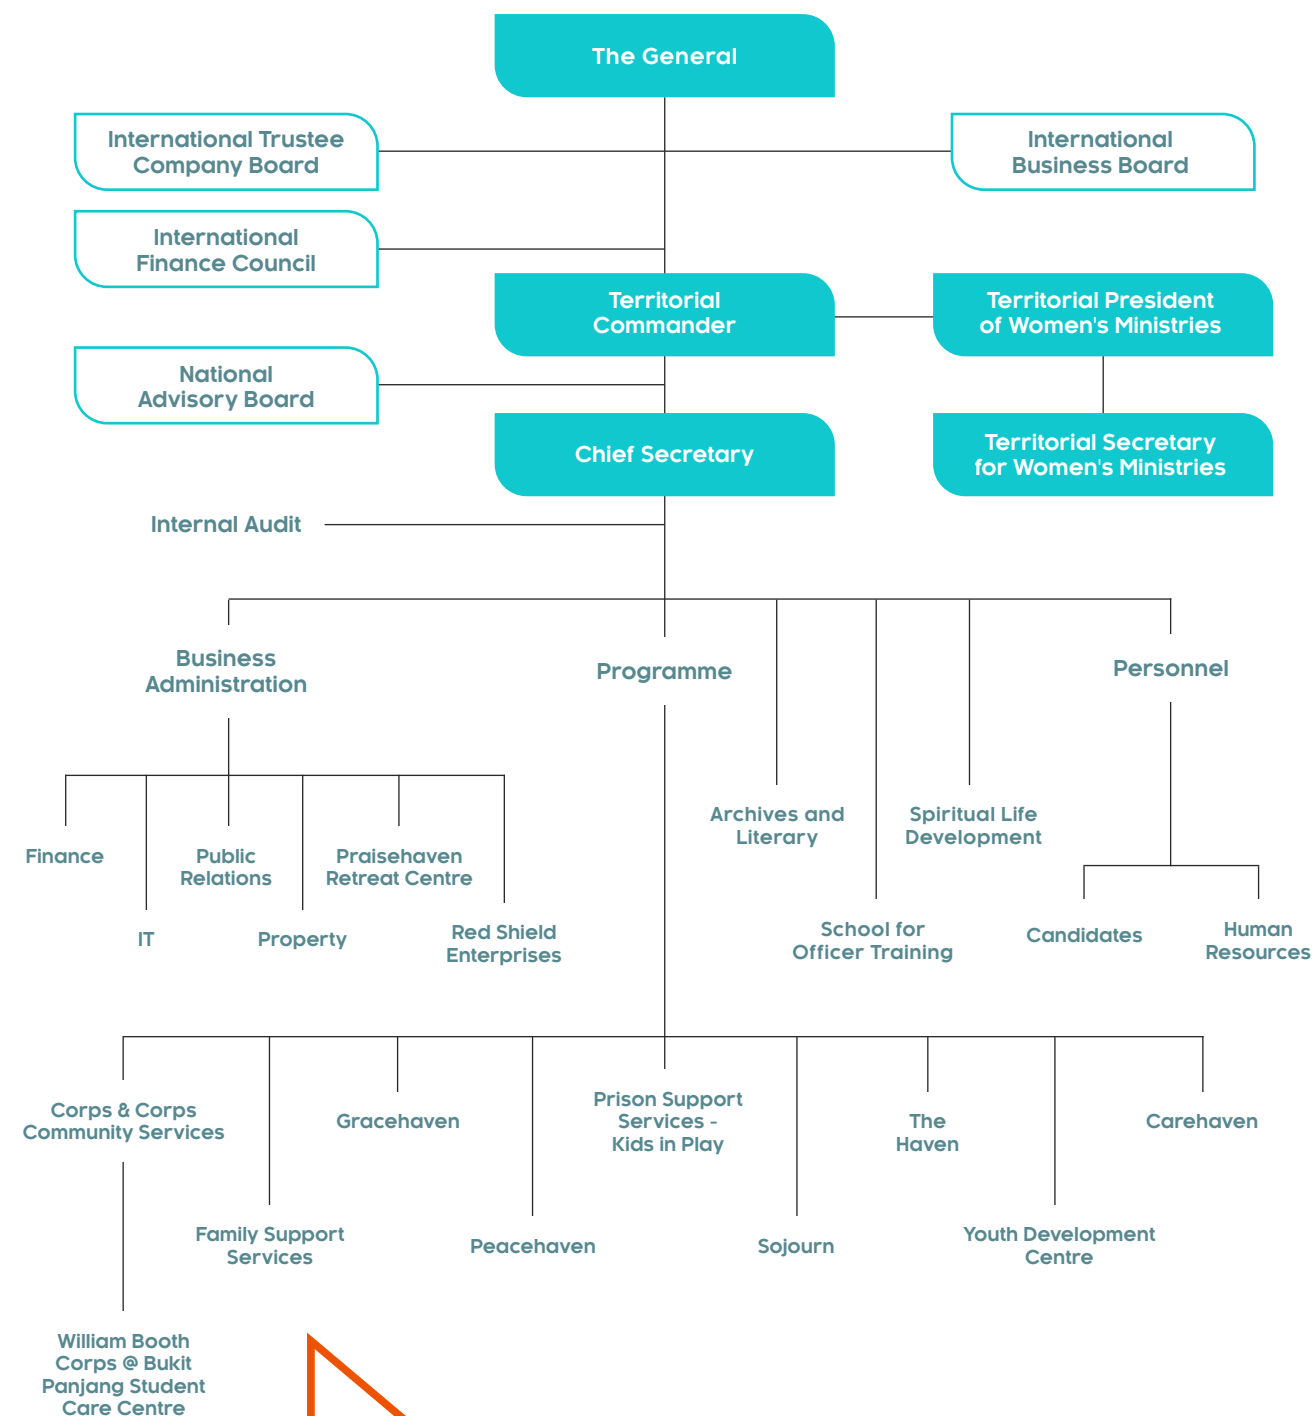 The General
International Trustee
Company Board
International
Business Board
International
Finance Council
Territorial
Commander
Territorial President
of Women's Ministries
National
Advisory Board
Chief Secretary
Territorial Secretary
for Women's Ministries
Internal Audit
Business
Administration
Programme
Personnel
Archives and
Literary
Spiritual Life
Development
Finance
Public
Relations
Praisehaven
Retreat Centre
IT
Property
Red Shield
Enterprises
School for
Officer Training
Candidates
Human
Resources
Corps & Corps
Community Services
Gracehaven
Prison Support
Services -
Kids in Play
The
Haven
Carehaven
Family Support
Services
Peacehaven
Sojourn
Youth Development
Centre
William Booth
Corps @ Bukit
Panjang Student
Care Centre